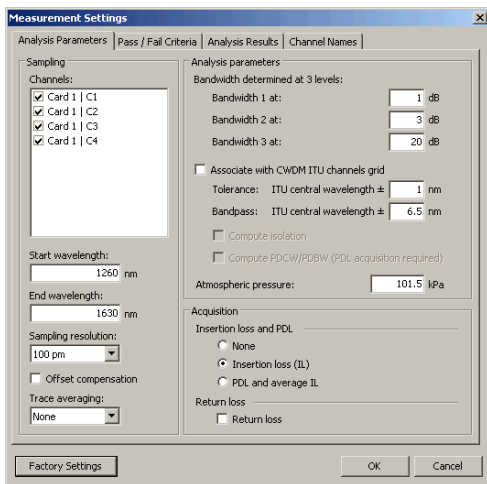 Measurement Settings
Analysis Parameters
Pass / Fail Criteria
Analysis Results
Channel Names
Sampling
Channels:
Card 1 | C1
Card 1 | C2
Card 1 | C3
Card 1 | C4
Start wavelength:
1260 nm
End wavelength:
1630 nm
Sampling resolution:
100 pm
Offset compensation
Trace averaging:
None
Analysis parameters
Bandwidth determined at 3 levels:
Bandwidth 1 at: 1 dB
Bandwidth 2 at: 3 dB
Bandwidth 3 at: 20 dB
Associate with CWDM ITU channels grid
Tolerance: ITU central wavelength ± 1 nm
Bandpass: ITU central wavelength ± 6.5 nm
Compute isolation
Compute PDCW/PDBW (PDL acquisition required)
Atmospheric pressure: 101.5 kPa
Acquisition
Insertion loss and PDL
None
Insertion loss (IL)
PDL and average IL
Return loss
Return loss
Factory Settings
OK
Cancel